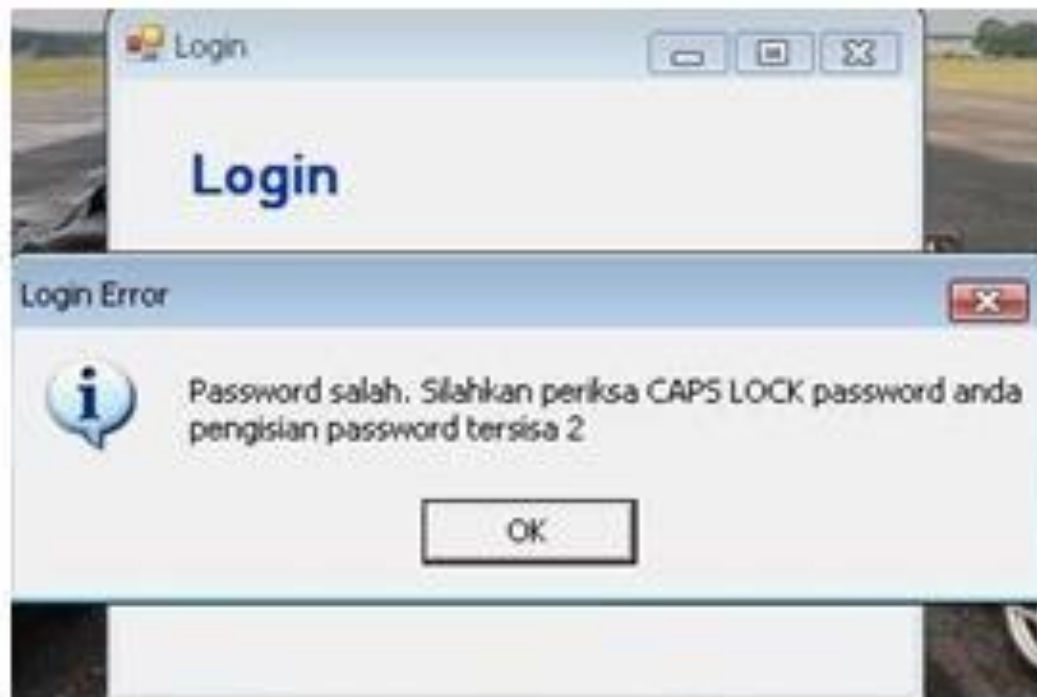 Login
Login
Login Error
Password salah. Silahkan periksa CAPS LOCK password anda
pengisian password tersisa 2
OK